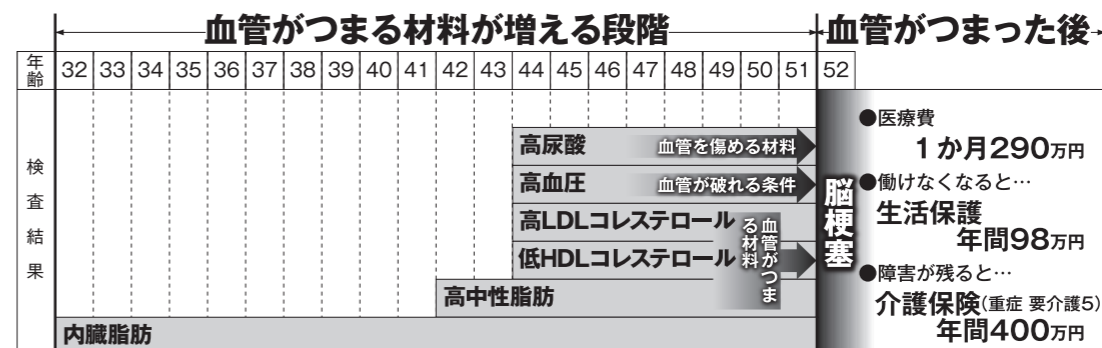 血管がつまる材料が増える段階
血管がつまった後
年齢
32 33 34 35 36 37 38 39 40 41 42 43 44 45 46 47 48 49 50 51 52
検査結果
高尿酸
血管を傷める材料
高血圧
血管が破れる条件
高LDLコレステロール
低HDLコレステロール
血管がつま
る材料
高中性脂肪
内臓脂肪
脳梗塞
●医療費
1か月290万円
●働けなくなると…
生活保護
年間98万円
●障害が残ると…
介護保険(重症 要介護5)
年間400万円